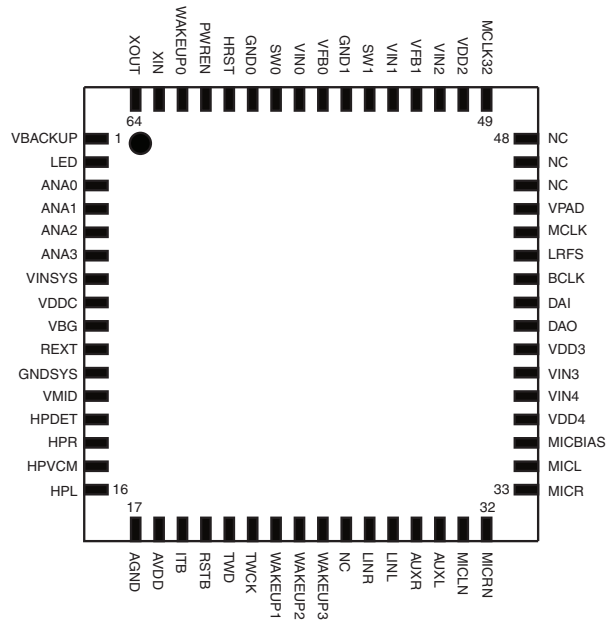 XOUT
XIN
WAKEUP0
PWREN
HRST
GND0
SW0
VIN0
VFB0
GND1
SW1
VIN1
VFB1
VIN2
VDD2
MCLK32
64
49
VBACKUP
1
LED
ANA0
ANA1
ANA2
ANA3
VINSYS
VDDC
VBG
REXT
GNDSYS
VMID
HPDET
HPR
HPVCM
HPL
16
48
NC
NC
NC
VPAD
MCLK
LRFS
BCLK
DAI
DAO
VDD3
VIN3
VIN4
VDD4
MICBIAS
MICL
33
MICR
17
32
AGND
AVDD
ITB
RSTB
TWD
TWCK
WAKEUP1
WAKEUP2
WAKEUP3
NC
LINR
LINL
AUXR
AUXL
MICLN
MICRN